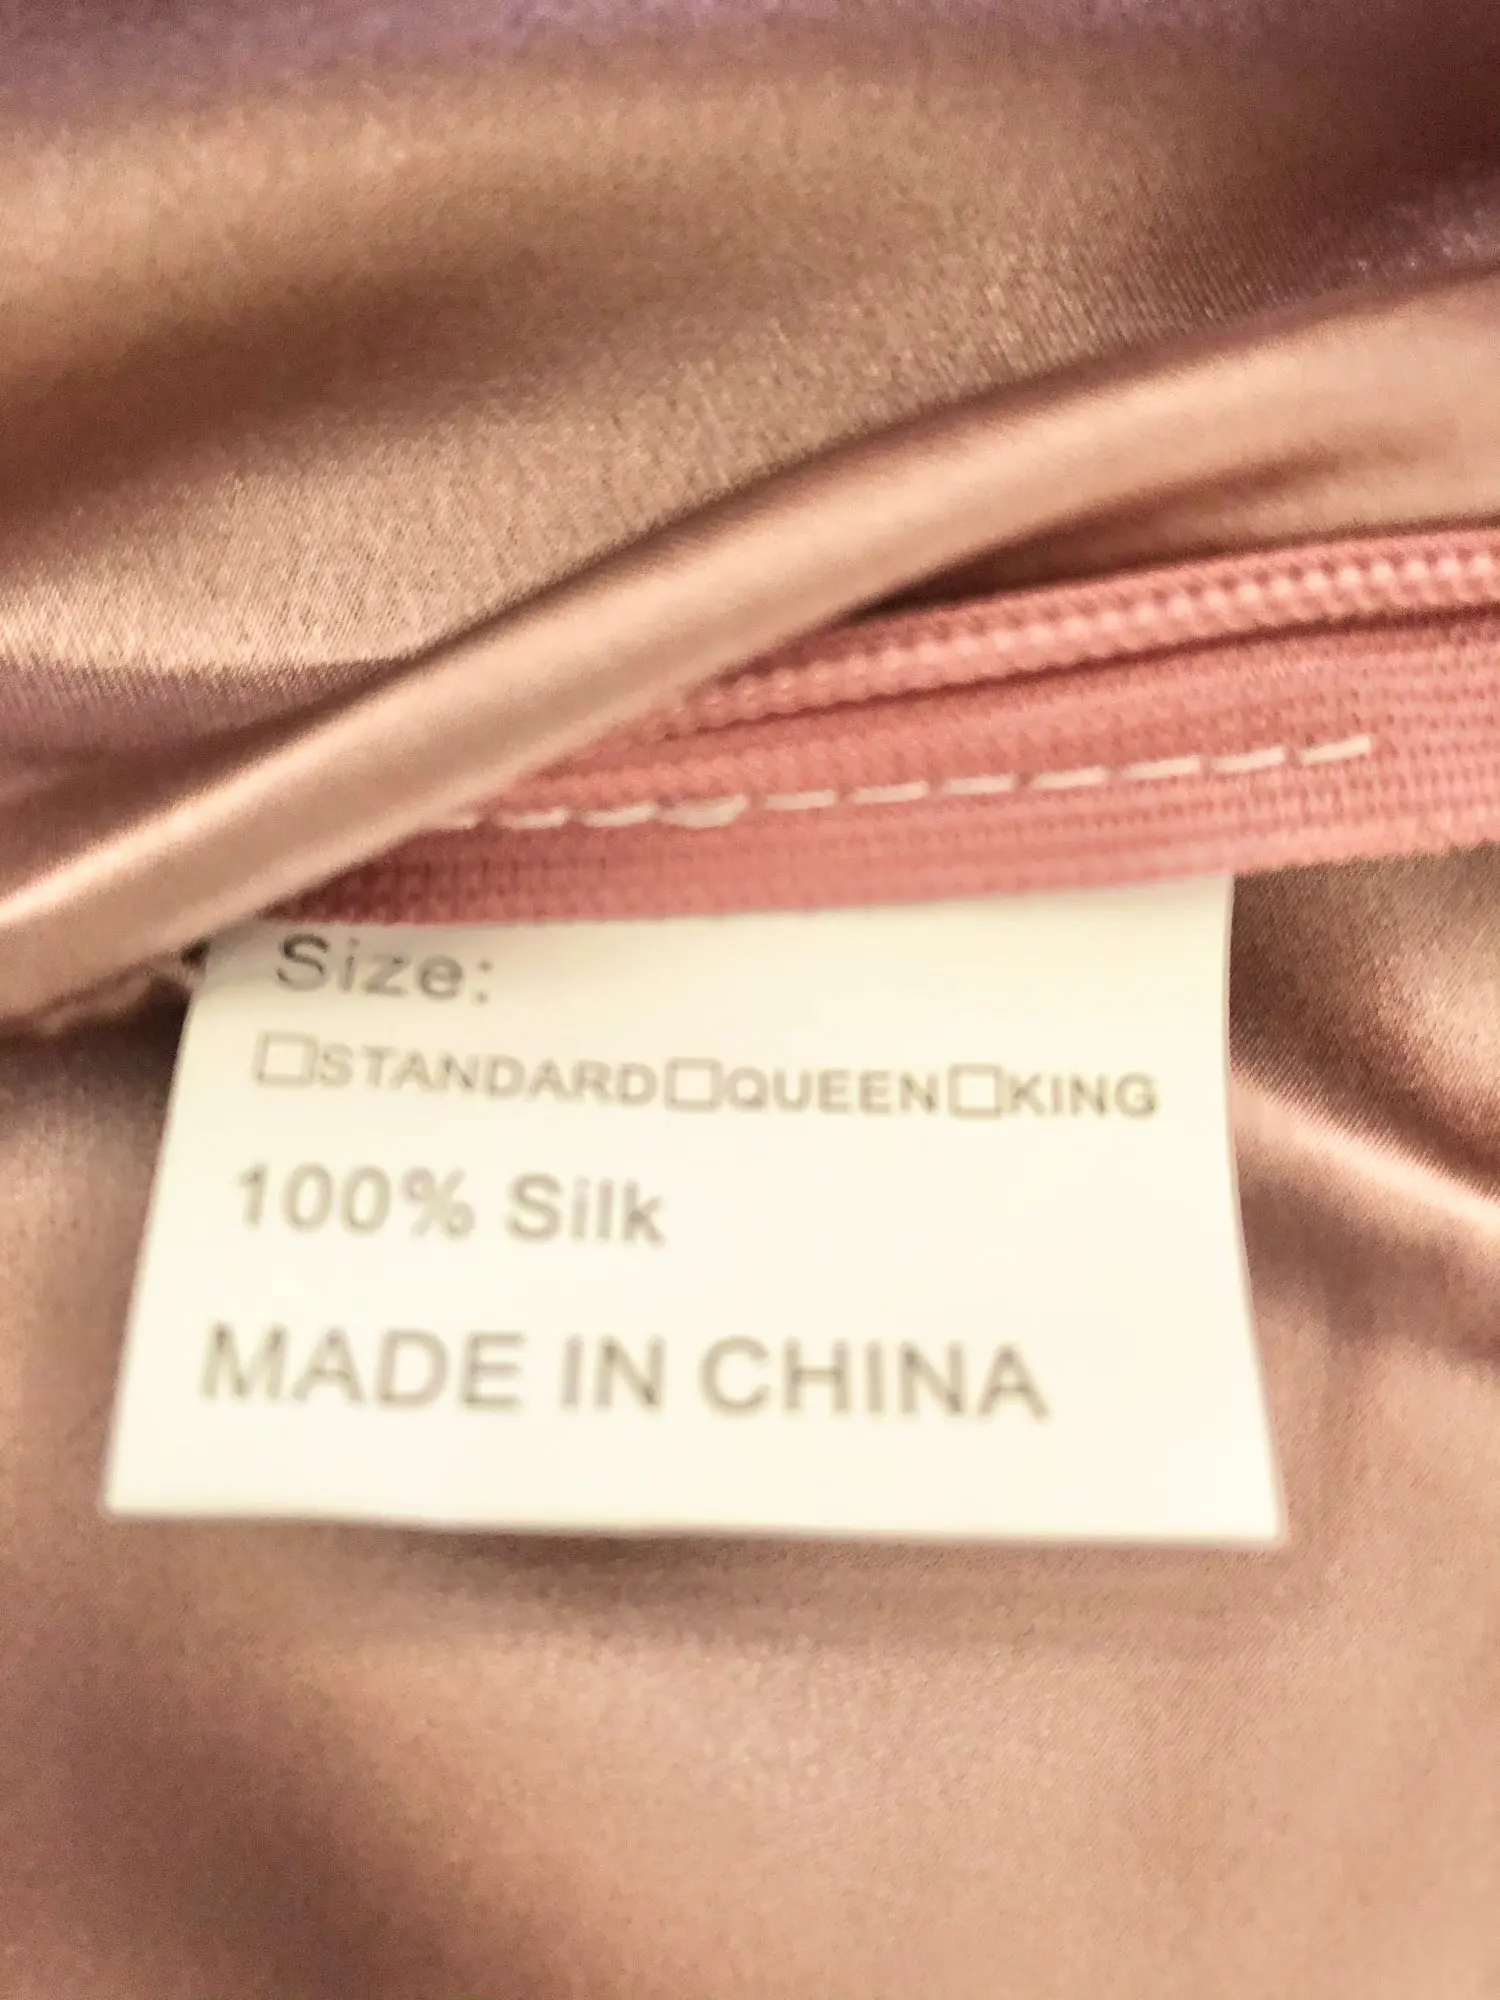 Size:
☐STANDARD☐QUEEN☐KING
100% Silk
MADE IN CHINA